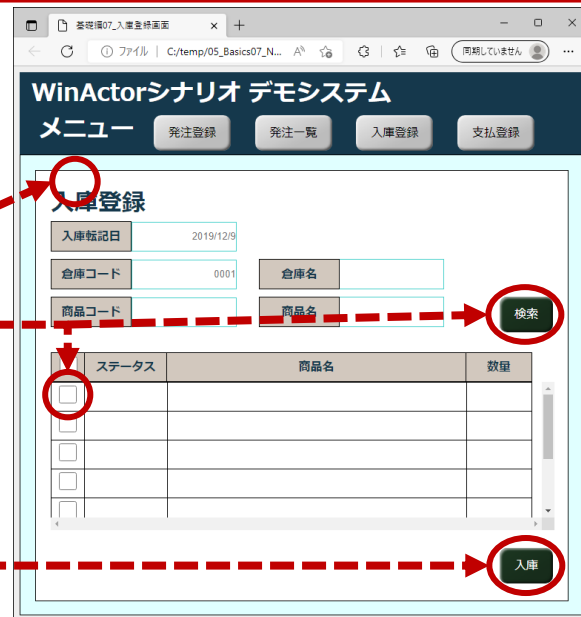 基礎編07_入庫登録画面
ファイル C:/temp/05_Basics07_N... 同期していません
WinActorシナリオ デモシステム
メニュー 発注登録 発注一覧 入庫登録 支払登録
入庫登録
入庫転記日 2019/12/9
倉庫コード 0001 倉庫名
商品コード 商品名 検索
ステータス 商品名 数量
入庫